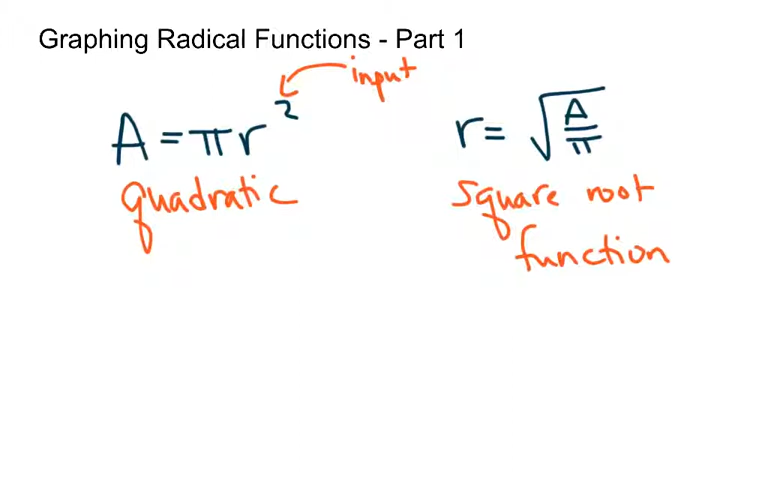 Graphing Radical Functions - Part 1
input
A = πr²
quadratic
r = √(A/π)
square root
function